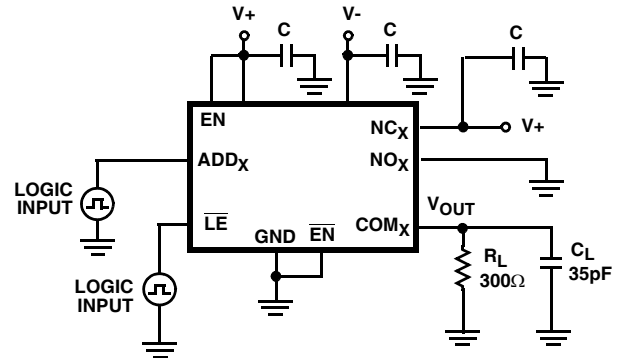 V+
V-
C
C
C
EN
NCX
V+
ADDX
NOX
LOGIC
INPUT
LE
GND
EN
COMX
VOUT
RL
300Ω
CL
35pF
LOGIC
INPUT